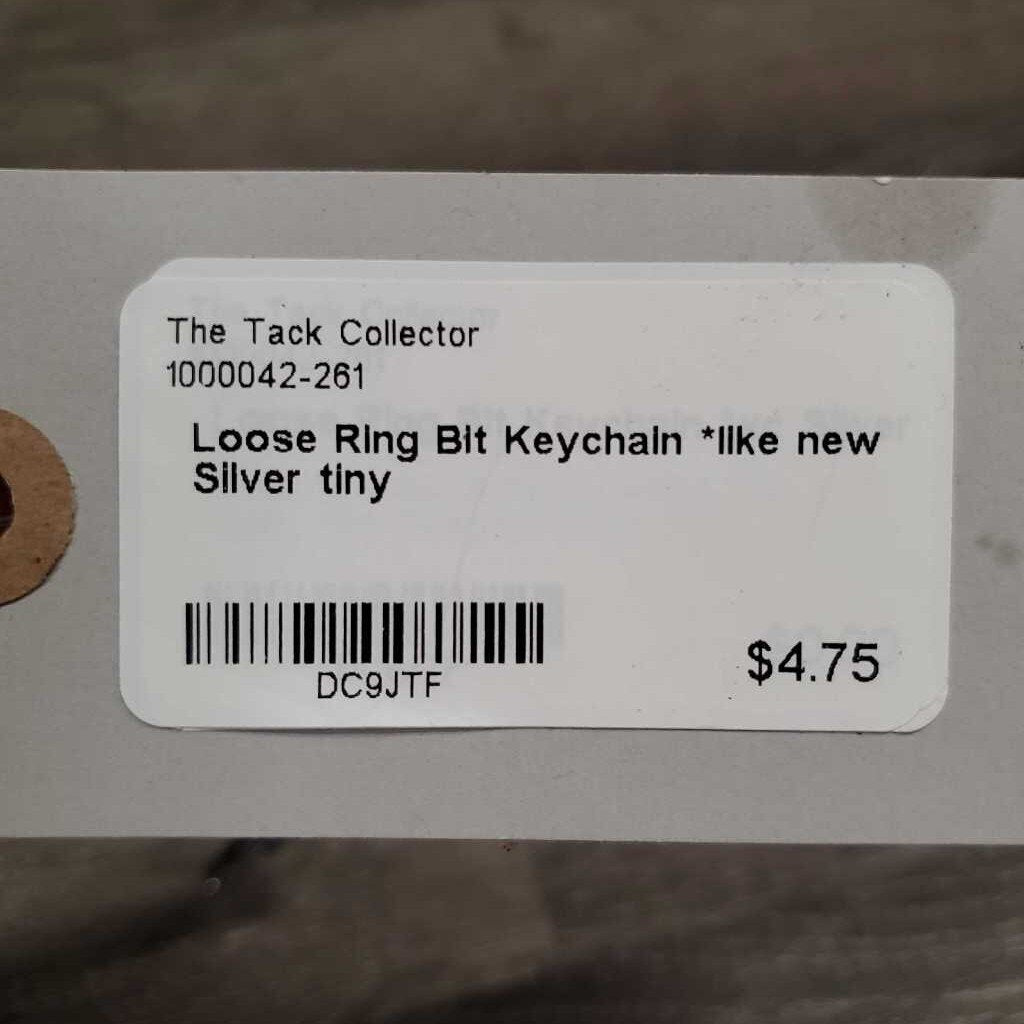 The Tack Collector
1000042-261
Loose Ring Bit Keychain *like new
Silver tiny
DC9JTF
$4.75